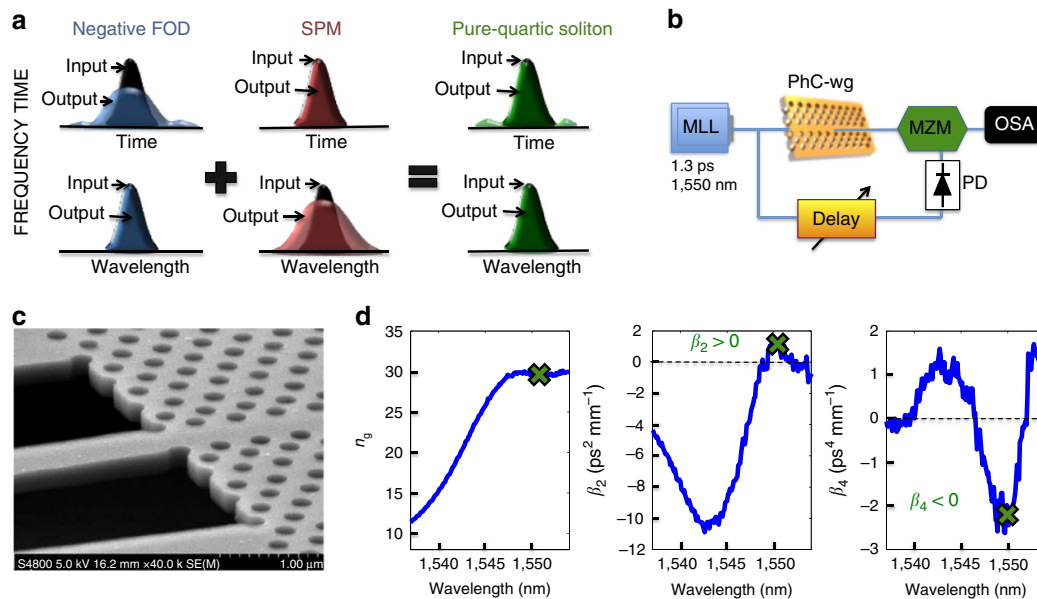 a
Negative FOD
SPM
Pure-quartic soliton
FREQUENCY TIME
Input
Output
Time
Input
Output
Time
Input
Output
Time
Input
Output
Wavelength
Input
Output
Wavelength
Input
Output
Wavelength
b
PhC-wg
MLL
MZM
OSA
1.3 ps
1,550 nm
PD
Delay
c
S4800 5.0 kV 16.2 mm ×40.0 k SE(M)
1.00 μm
d
35
30
25
20
15
10
n_g
1,540
1,545
1,550
Wavelength (nm)
2
0
−2
−4
−6
−8
−10
−12
β₂ (ps² mm⁻¹)
β₂ > 0
1,540
1,545
1,550
Wavelength (nm)
2
1
0
−1
−2
−3
β₄ (ps⁴ mm⁻¹)
β₄ < 0
1,540
1,545
1,550
Wavelength (nm)